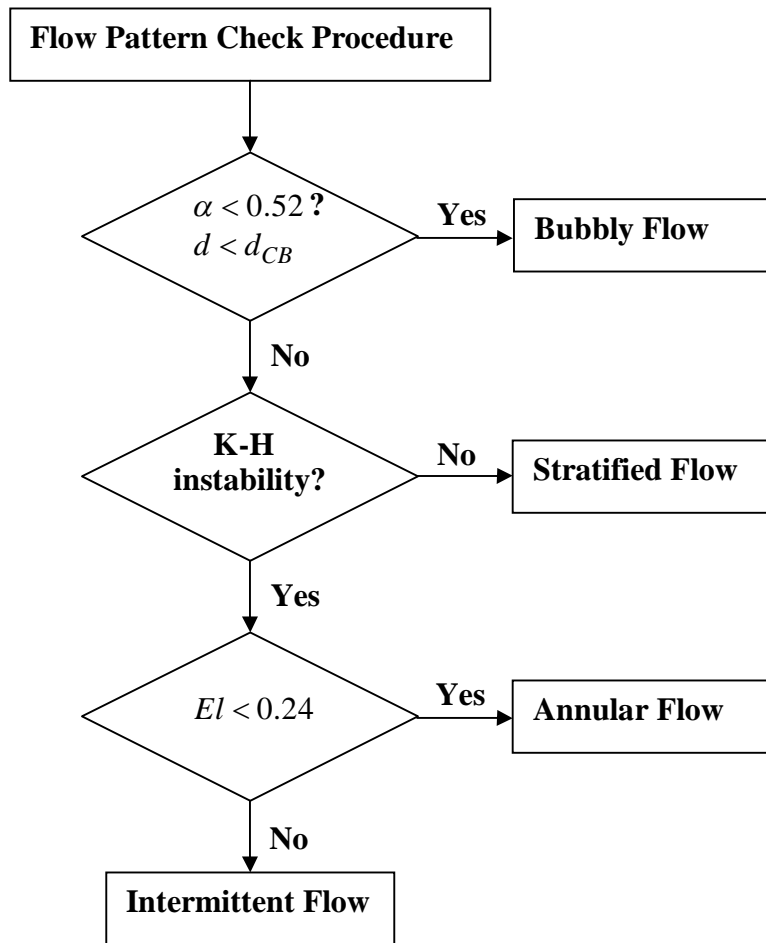 Flow Pattern Check Procedure
α < 0.52 ?
d < d_CB
Yes
Bubbly Flow
No
K-H
instability?
No
Stratified Flow
Yes
El < 0.24
Yes
Annular Flow
No
Intermittent Flow